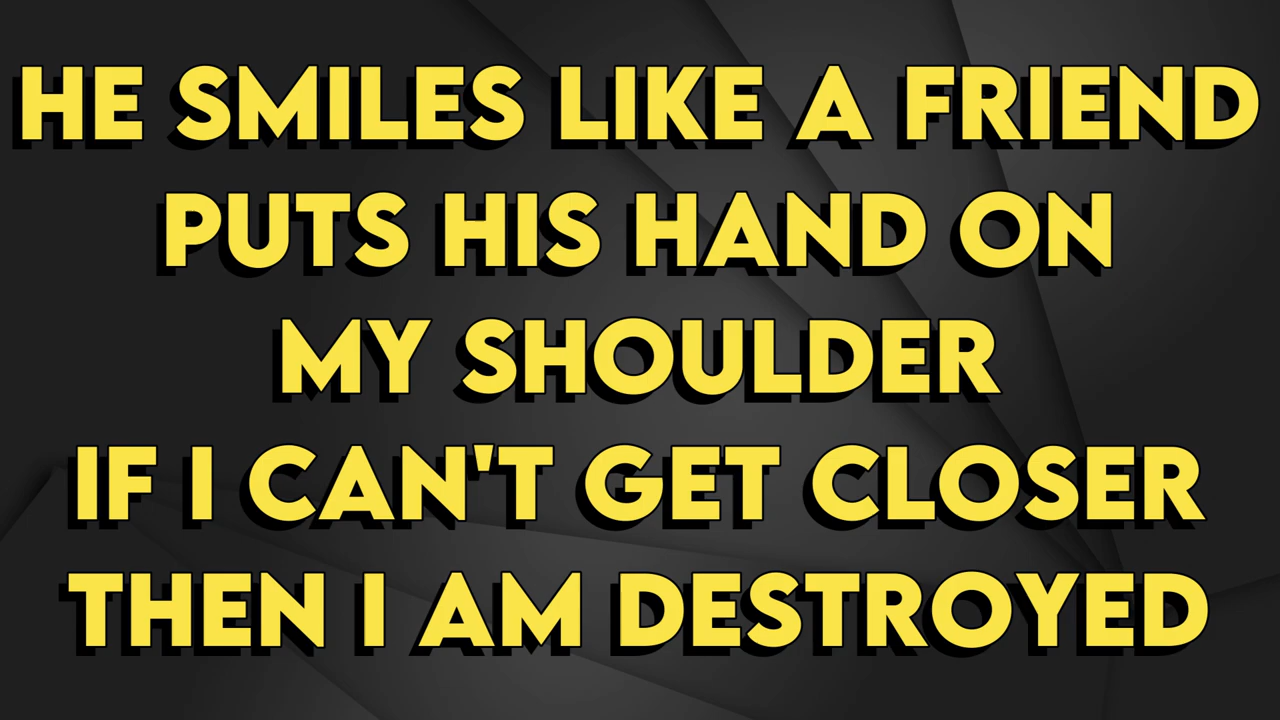 HE SMILES LIKE A FRIEND
PUTS HIS HAND ON
MY SHOULDER
IF I CAN'T GET CLOSER
THEN I AM DESTROYED